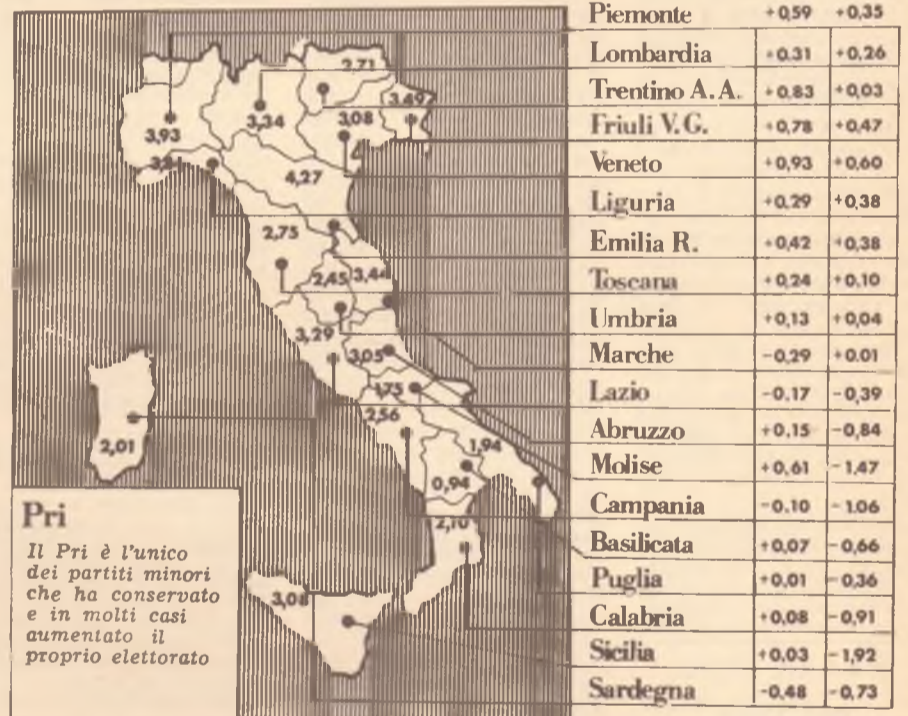 Piemonte +0,59 +0,35
Lombardia +0,31 +0,26
Trentino A.A. +0,83 +0,03
Friuli V.G. +0,78 +0,47
Veneto +0,93 +0,60
Liguria +0,29 +0,38
Emilia R. +0,42 +0,38
Toscana +0,24 +0,10
Umbria +0,13 +0,04
Marche -0,29 +0,01
Lazio -0,17 -0,39
Abruzzo +0,15 -0,84
Molise +0,61 -1,47
Campania -0,10 -1,06
Basilicata +0,07 -0,66
Puglia +0,01 -0,36
Calabria +0,08 -0,91
Sicilia +0,03 -1,92
Sardegna -0,48 -0,73
2,71
3,49
3,93
3,34
3,08
4,27
2,75
2,45
3,44
3,29
3,05
1,75
2,56
1,94
2,01
0,94
2,10
3,08
Pri
Il Pri è l'unico
dei partiti minori
che ha conservato
e in molti casi
aumentato il
proprio elettorato